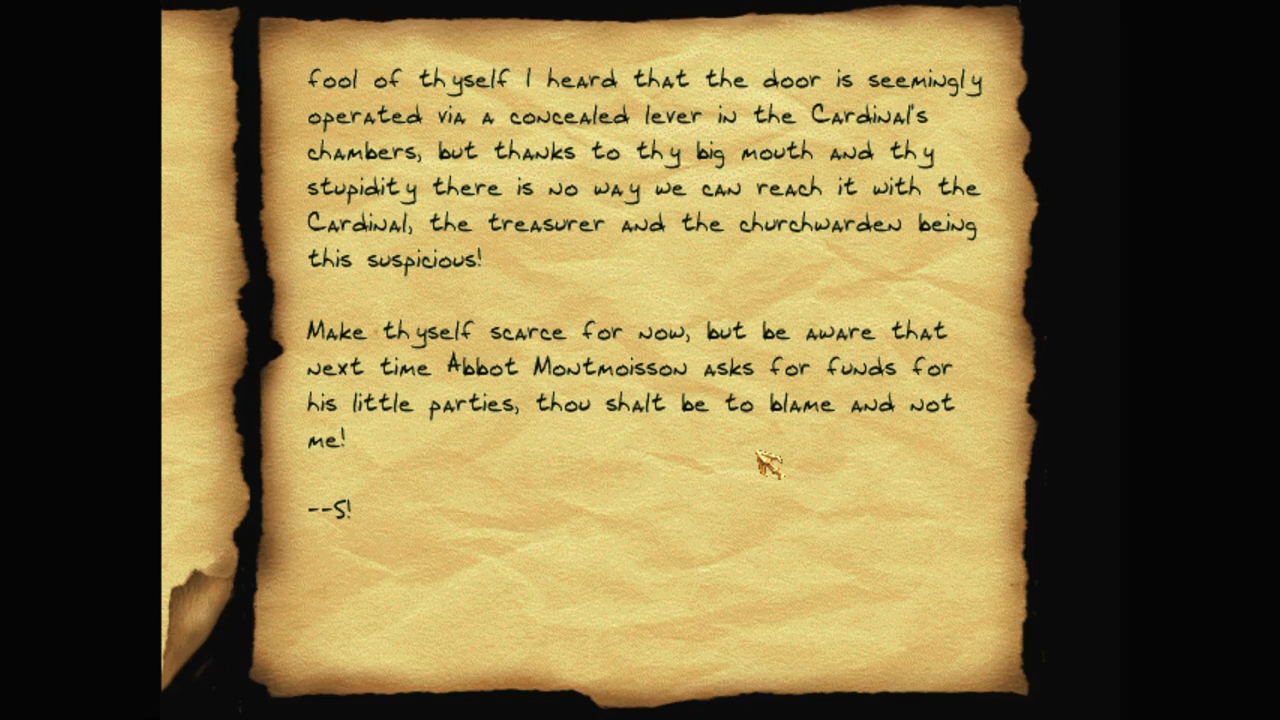 fool of thyself I heard that the door is seemingly
operated via a concealed lever in the Cardinal's
chambers, but thanks to thy big mouth and thy
stupidity there is no way we can reach it with the
Cardinal, the treasurer and the churchwarden being
this suspicious!
Make thyself scarce for now, but be aware that
next time Abbot Montmoisson asks for funds for
his little parties, thou shalt be to blame and not
me!
--S!